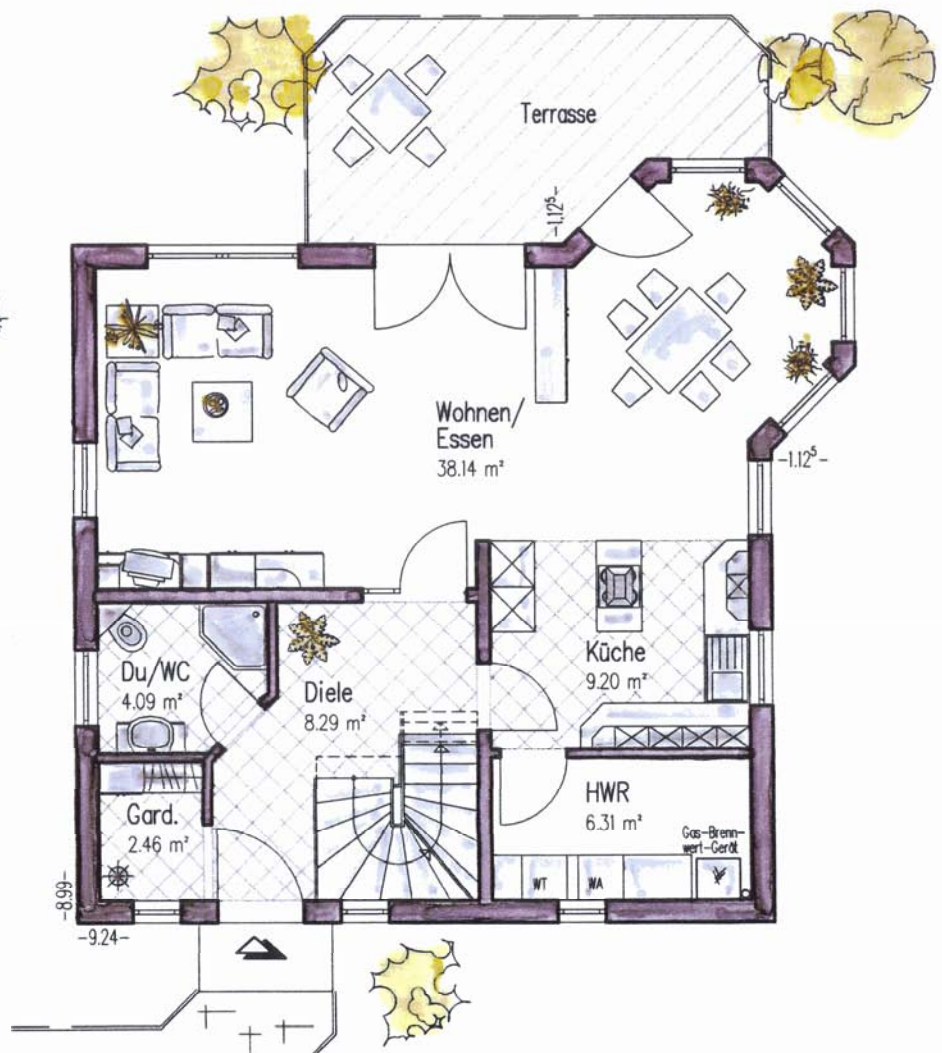 Terrasse
-1.12⁵-
Wohnen/
Essen
38.14 m²
-1.12⁵-
Du/WC
4.09 m²
Diele
8.29 m²
Küche
9.20 m²
Gard.
2.46 m²
HWR
6.31 m²
Gas-Brenn-
wert-Gerät
WT
WA
-8.99-
-9.24-